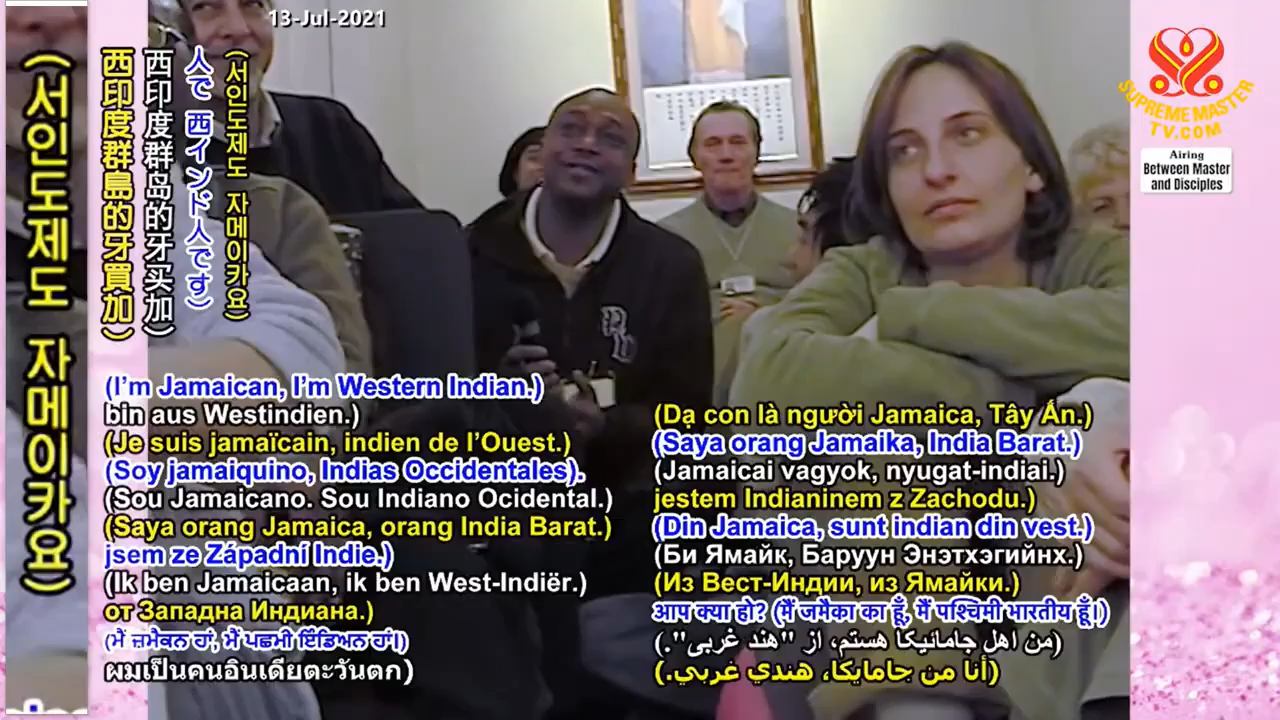 13-Jul-2021
(서인도제도 자메이카요)
西印度群島的牙買加)
西印度群岛的牙买加)
人で 西インド人です)
(서인도제도 자메이카요)
SUPREME MASTER
TV.COM
Airing
Between Master
and Disciples
(I'm Jamaican, I'm Western Indian.)
bin aus Westindien.)
(Je suis jamaïcain, indien de l'Ouest.)
(Soy jamaiquino, Indias Occidentales).
(Sou Jamaicano. Sou Indiano Ocidental.)
(Saya orang Jamaica, orang India Barat.)
jsem ze Západní Indie.)
(Ik ben Jamaicaan, ik ben West-Indiër.)
от Западна Индиана.)
(ਮੈਂ ਜ਼ਮੈਕਨ ਹਾਂ, ਮੈਂ ਪਛਮੀ ਇੰਡਿਅਨ ਹਾਂ।)
ผมเป็นคนอินเดียตะวันตก)
(Dạ con là người Jamaica, Tây Ấn.)
(Saya orang Jamaika, India Barat.)
(Jamaicai vagyok, nyugat-indiai.)
jestem Indianinem z Zachodu.)
(Din Jamaica, sunt indian din vest.)
(Би Ямайк, Баруун Энэтхэгийнх.)
(Из Вест-Индии, из Ямайки.)
आप क्या हो? (मैं जमैका का हूँ, मैं पश्चिमी भारतीय हूँ।)
(من اهل جامائیکا هستم، از "هند غربی".)
(أنا من جامايكا، هندي غربي.)